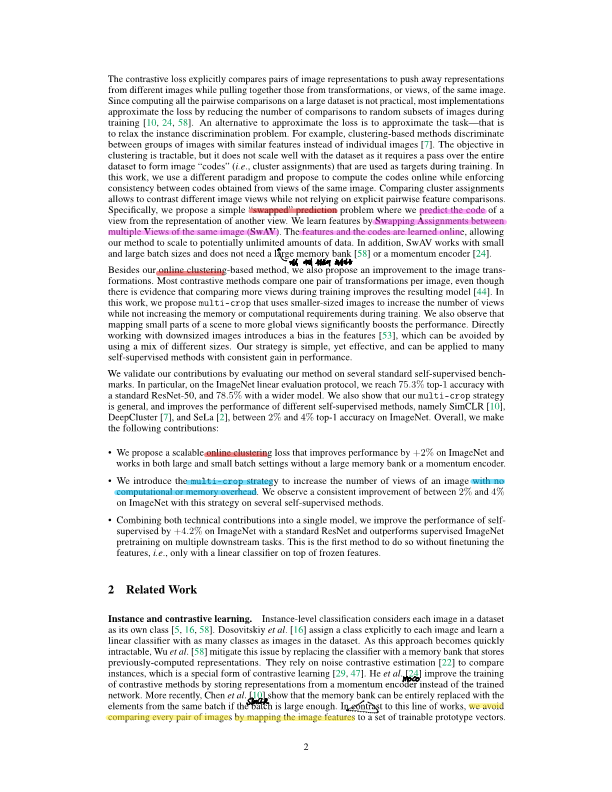 The contrastive loss explicitly compares pairs of image representations to push away representations
from different images while pulling together those from transformations, or views, of the same image.
Since computing all the pairwise comparisons on a large dataset is not practical, most implementations
approximate the loss by reducing the number of comparisons to random subsets of images during
training [10, 24, 58]. An alternative to approximate the loss is to approximate the task—that is
to relax the instance discrimination problem. For example, clustering-based methods discriminate
between groups of images with similar features instead of individual images [7]. The objective in
clustering is tractable, but it does not scale well with the dataset as it requires a pass over the entire
dataset to form image “codes” (i.e., cluster assignments) that are used as targets during training. In
this work, we use a different paradigm and propose to compute the codes online while enforcing
consistency between codes obtained from views of the same image. Comparing cluster assignments
allows to contrast different image views while not relying on explicit pairwise feature comparisons.
Specifically, we propose a simple “swapped” prediction problem where we predict the code of a
view from the representation of another view. We learn features by Swapping Assignments between
multiple Views of the same image (SwAV). The features and the codes are learned online, allowing
our method to scale to potentially unlimited amounts of data. In addition, SwAV works with small
and large batch sizes and does not need a large memory bank [58] or a momentum encoder [24].
Besides our online clustering-based method, we also propose an improvement to the image trans-
formations. Most contrastive methods compare one pair of transformations per image, even though
there is evidence that comparing more views during training improves the resulting model [44]. In
this work, we propose multi-crop that uses smaller-sized images to increase the number of views
while not increasing the memory or computational requirements during training. We also observe that
mapping small parts of a scene to more global views significantly boosts the performance. Directly
working with downsized images introduces a bias in the features [53], which can be avoided by
using a mix of different sizes. Our strategy is simple, yet effective, and can be applied to many
self-supervised methods with consistent gain in performance.
We validate our contributions by evaluating our method on several standard self-supervised bench-
marks. In particular, on the ImageNet linear evaluation protocol, we reach 75.3% top-1 accuracy with
a standard ResNet-50, and 78.5% with a wider model. We also show that our multi-crop strategy
is general, and improves the performance of different self-supervised methods, namely SimCLR [10],
DeepCluster [7], and SeLa [2], between 2% and 4% top-1 accuracy on ImageNet. Overall, we make
the following contributions:
• We propose a scalable online clustering loss that improves performance by +2% on ImageNet and
works in both large and small batch settings without a large memory bank or a momentum encoder.
• We introduce the multi-crop strategy to increase the number of views of an image with no
computational or memory overhead. We observe a consistent improvement of between 2% and 4%
on ImageNet with this strategy on several self-supervised methods.
• Combining both technical contributions into a single model, we improve the performance of self-
supervised by +4.2% on ImageNet with a standard ResNet and outperforms supervised ImageNet
pretraining on multiple downstream tasks. This is the first method to do so without finetuning the
features, i.e., only with a linear classifier on top of frozen features.
2 Related Work
Instance and contrastive learning. Instance-level classification considers each image in a dataset
as its own class [5, 16, 58]. Dosovitskiy et al. [16] assign a class explicitly to each image and learn a
linear classifier with as many classes as images in the dataset. As this approach becomes quickly
intractable, Wu et al. [58] mitigate this issue by replacing the classifier with a memory bank that stores
previously-computed representations. They rely on noise contrastive estimation [22] to compare
instances, which is a special form of contrastive learning [29, 47]. He et al. [24] improve the training
of contrastive methods by storing representations from a momentum encoder instead of the trained
network. More recently, Chen et al. [10] show that the memory bank can be entirely replaced with the
elements from the same batch if the batch is large enough. In contrast to this line of works, we avoid
comparing every pair of images by mapping the image features to a set of trainable prototype vectors.
2